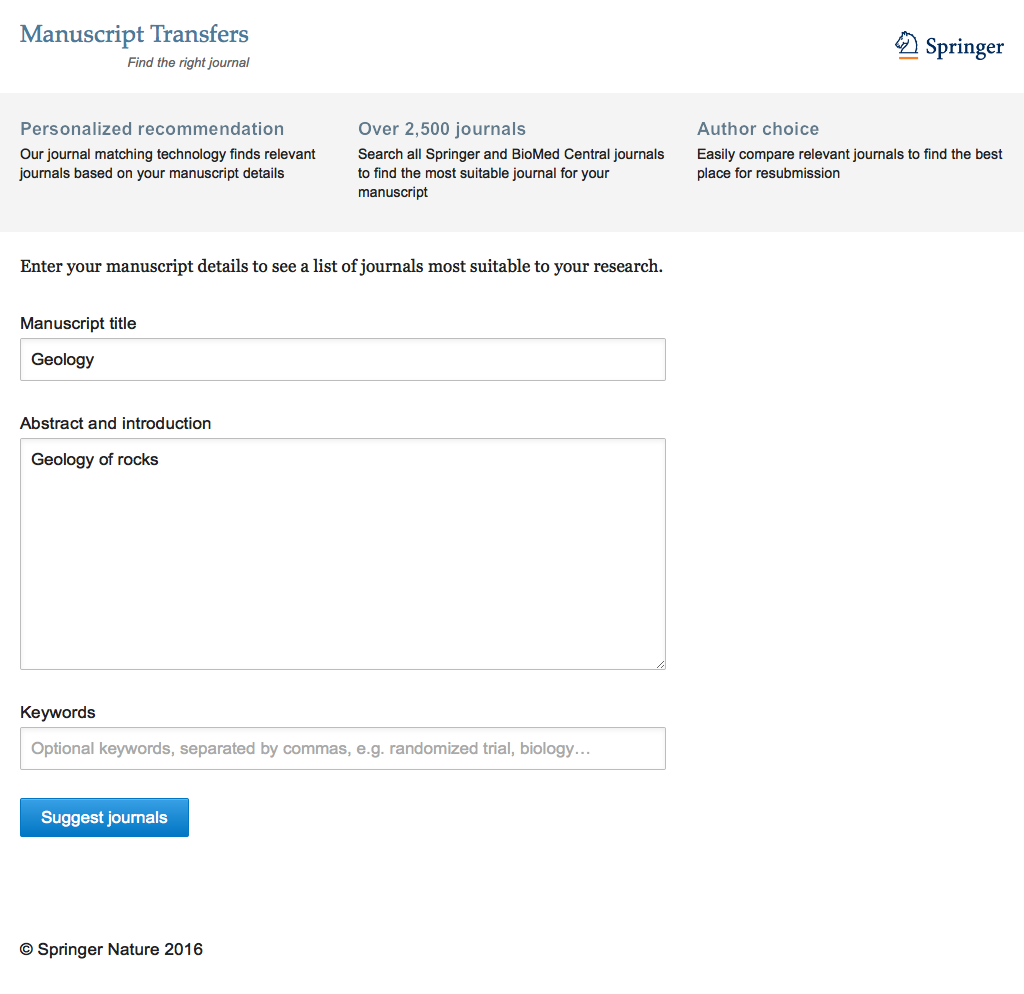 Manuscript Transfers
Find the right journal
Springer
Personalized recommendation
Our journal matching technology finds relevant
journals based on your manuscript details
Over 2,500 journals
Search all Springer and BioMed Central journals
to find the most suitable journal for your
manuscript
Author choice
Easily compare relevant journals to find the best
place for resubmission
Enter your manuscript details to see a list of journals most suitable to your research.
Manuscript title
Geology
Abstract and introduction
Geology of rocks
Keywords
Optional keywords, separated by commas, e.g. randomized trial, biology…
Suggest journals
© Springer Nature 2016